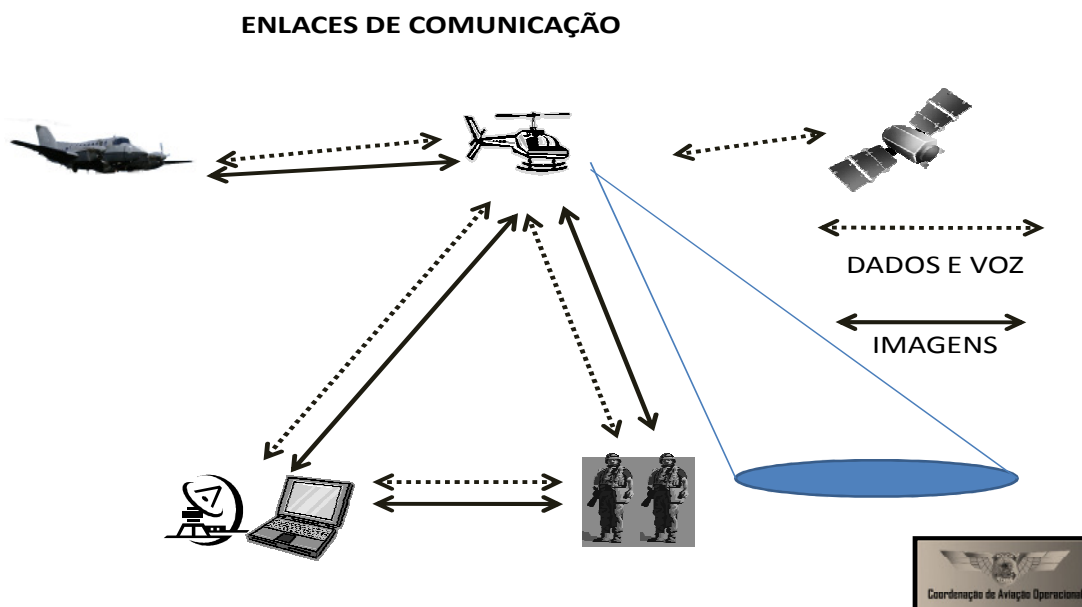 ENLACES DE COMUNICAÇÃO
DADOS E VOZ
IMAGENS
Coordenação de Aviação Operacional